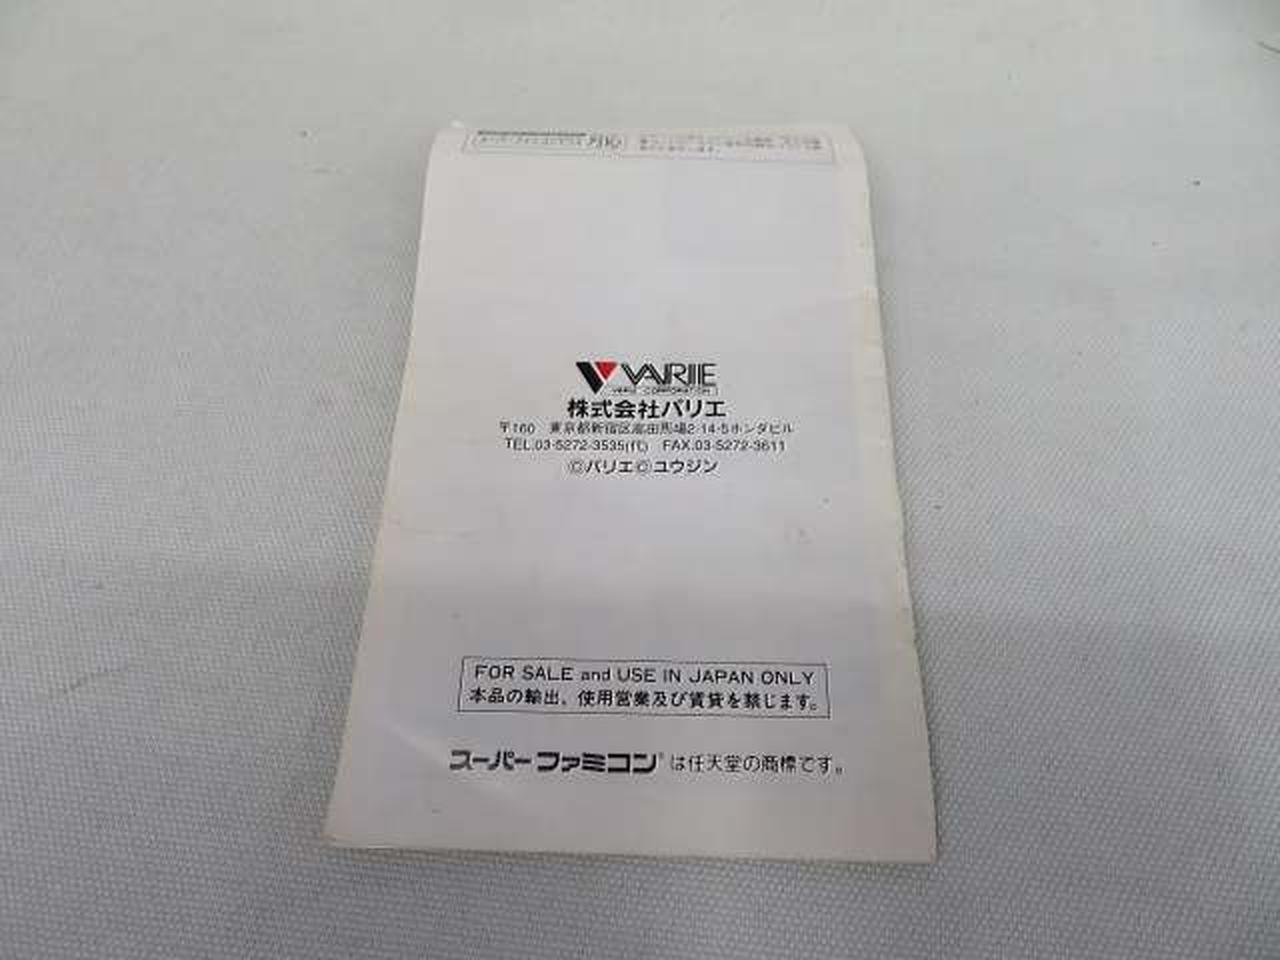 VARIE
VARIE CORPORATION
株式会社バリエ
〒160 東京都新宿区高田馬場2-14-5ホンダビル
TEL.03-5272-3535(代) FAX.03-5272-3611
©バリエ©ユウジン
FOR SALE and USE IN JAPAN ONLY
本品の輸出、使用営業及び賃貸を禁じます。
スーパーファミコン®は任天堂の商標です。